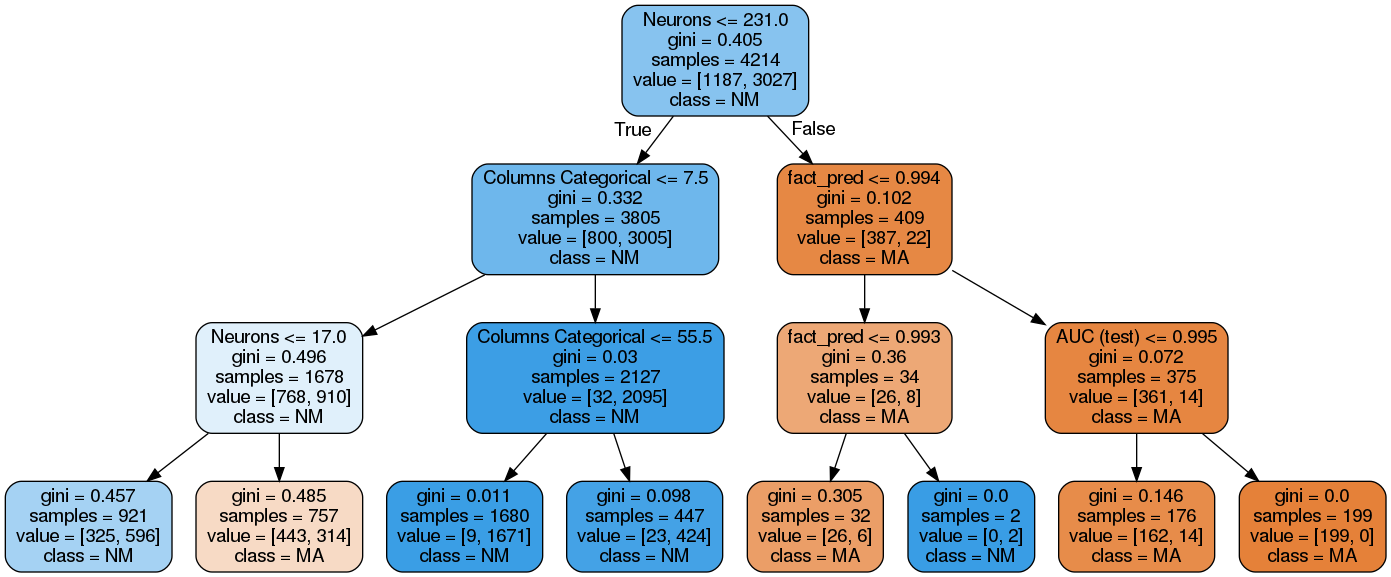 Neurons <= 231.0
gini = 0.405
samples = 4214
value = [1187, 3027]
class = NM
True
False
Columns Categorical <= 7.5
gini = 0.332
samples = 3805
value = [800, 3005]
class = NM
fact_pred <= 0.994
gini = 0.102
samples = 409
value = [387, 22]
class = MA
Neurons <= 17.0
gini = 0.496
samples = 1678
value = [768, 910]
class = NM
Columns Categorical <= 55.5
gini = 0.03
samples = 2127
value = [32, 2095]
class = NM
fact_pred <= 0.993
gini = 0.36
samples = 34
value = [26, 8]
class = MA
AUC (test) <= 0.995
gini = 0.072
samples = 375
value = [361, 14]
class = MA
gini = 0.457
samples = 921
value = [325, 596]
class = NM
gini = 0.485
samples = 757
value = [443, 314]
class = MA
gini = 0.011
samples = 1680
value = [9, 1671]
class = NM
gini = 0.098
samples = 447
value = [23, 424]
class = NM
gini = 0.305
samples = 32
value = [26, 6]
class = MA
gini = 0.0
samples = 2
value = [0, 2]
class = NM
gini = 0.146
samples = 176
value = [162, 14]
class = MA
gini = 0.0
samples = 199
value = [199, 0]
class = MA